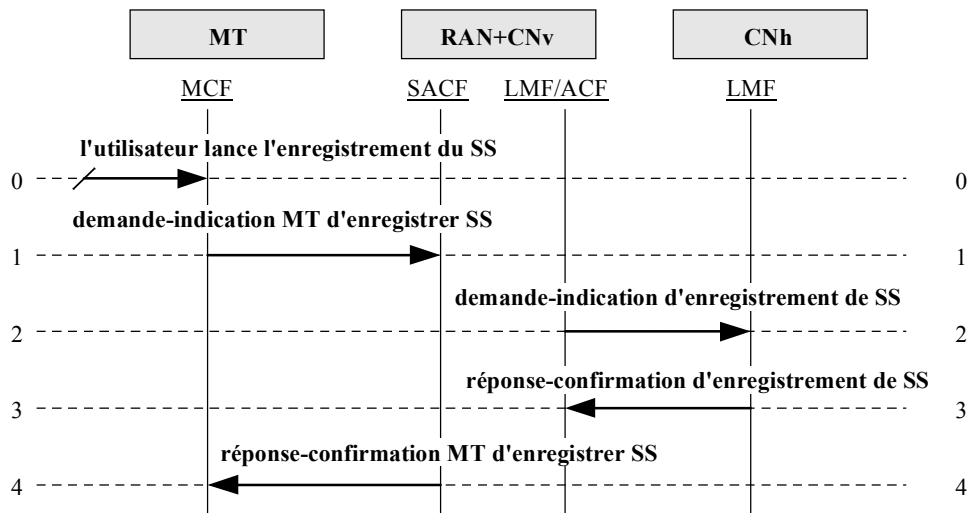 MT RAN+CNv CNh
MCF SACF LMF/ACF LMF
l'utilisateur lance l'enregistrement du SS
0 0
demande-indication MT d'enregistrer SS
1 1
demande-indication d'enregistrement de SS
2 2
réponse-confirmation d'enregistrement de SS
3 3
réponse-confirmation MT d'enregistrer SS
4 4